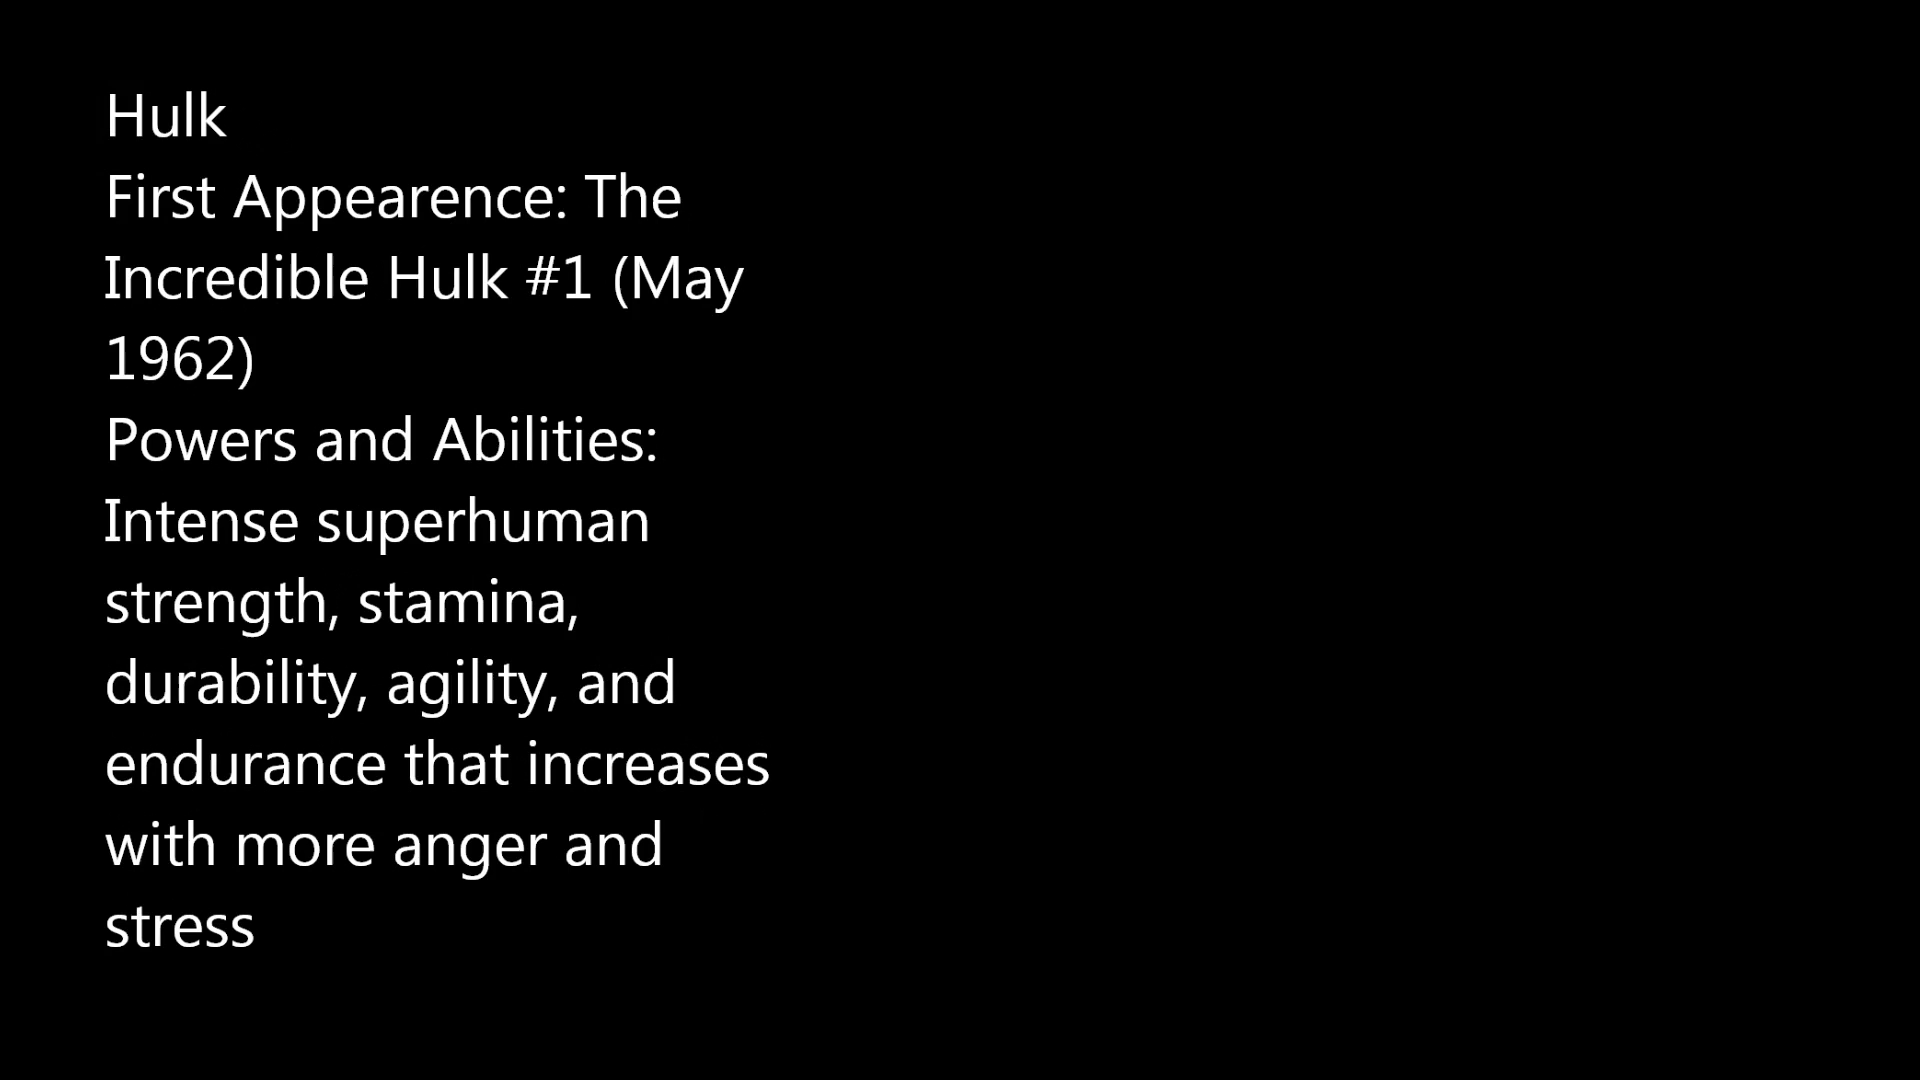 Hulk
First Appearence: The
Incredible Hulk #1 (May
1962)
Powers and Abilities:
Intense superhuman
strength, stamina,
durability, agility, and
endurance that increases
with more anger and
stress